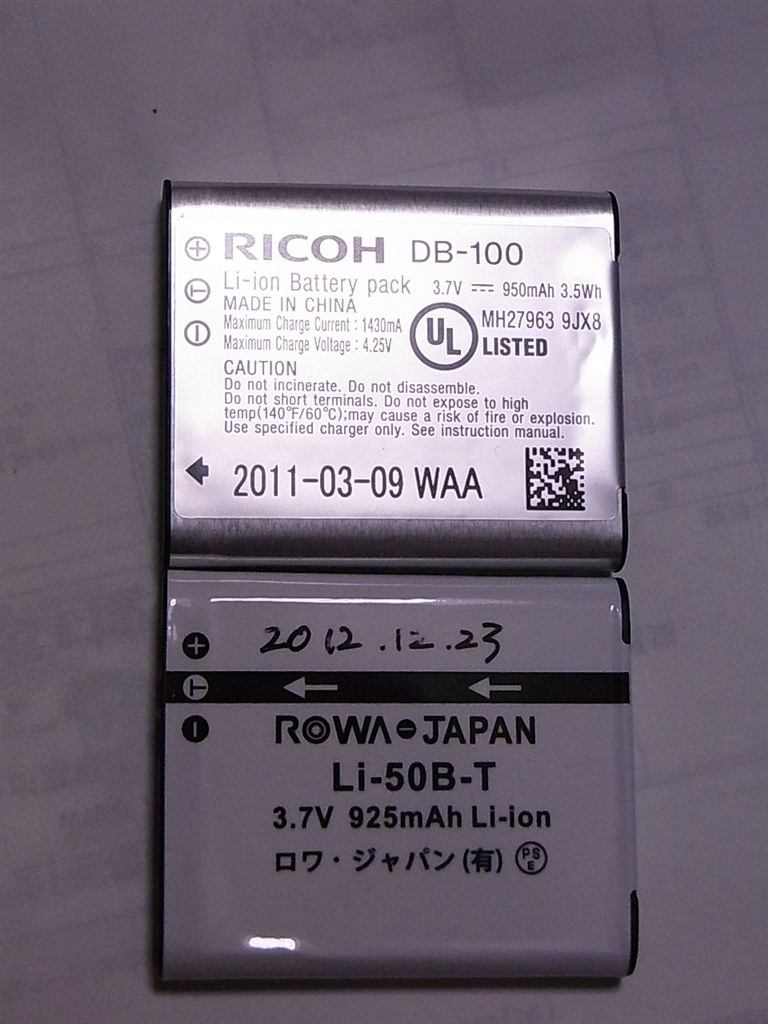 RICOH DB-100
Li-ion Battery pack 3.7V 950mAh 3.5Wh
MADE IN CHINA
Maximum Charge Current : 1430mA
Maximum Charge Voltage : 4.25V
UL LISTED MH27963 9JX8
CAUTION
Do not incinerate. Do not disassemble.
Do not short terminals. Do not expose to high
temp(140°F/60°C);may cause a risk of fire or explosion.
Use specified charger only. See instruction manual.
2011-03-09 WAA
2012.12.23
ROWA JAPAN
Li-50B-T
3.7V 925mAh Li-ion
ロワ・ジャパン(有) PSE